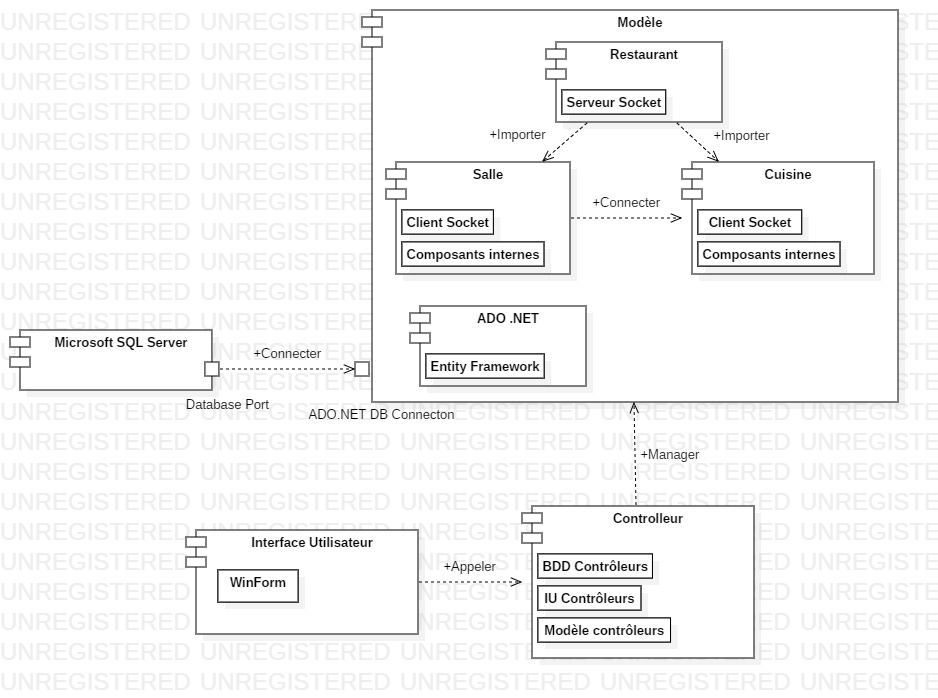 UNREGISTERED UNREGISTERED
Modèle
Restaurant
Serveur Socket
+Importer
+Importer
Salle
Client Socket
Composants internes
+Connecter
Cuisine
Client Socket
Composants internes
ADO .NET
Entity Framework
Microsoft SQL Server
+Connecter
Database Port
ADO.NET DB Connecton
+Manager
Interface Utilisateur
WinForm
+Appeler
Controlleur
BDD Contrôleurs
IU Contrôleurs
Modèle contrôleurs